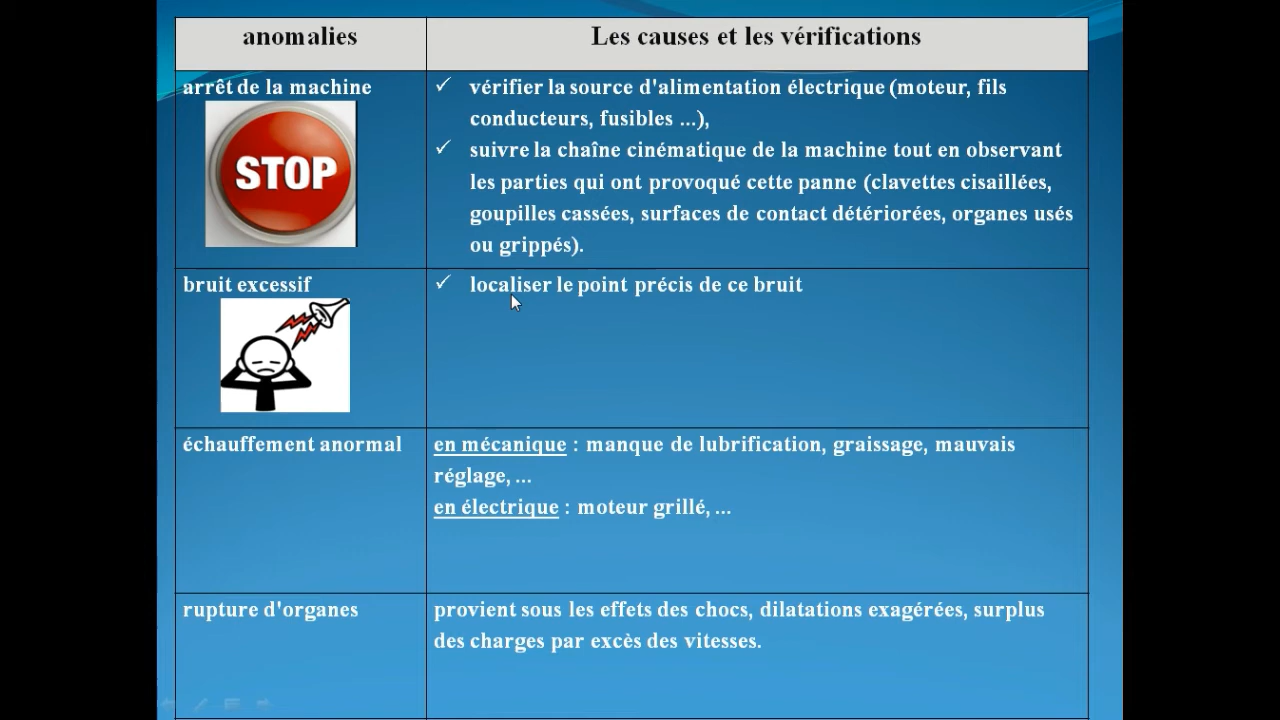 anomalies
Les causes et les vérifications
arrêt de la machine
STOP
✓ vérifier la source d'alimentation électrique (moteur, fils
conducteurs, fusibles ...),
✓ suivre la chaîne cinématique de la machine tout en observant
les parties qui ont provoqué cette panne (clavettes cisaillées,
goupilles cassées, surfaces de contact détériorées, organes usés
ou grippés).
bruit excessif
✓ localiser le point précis de ce bruit
échauffement anormal
en mécanique : manque de lubrification, graissage, mauvais
réglage, ...
en électrique : moteur grillé, ...
rupture d'organes
provient sous les effets des chocs, dilatations exagérées, surplus
des charges par excès des vitesses.